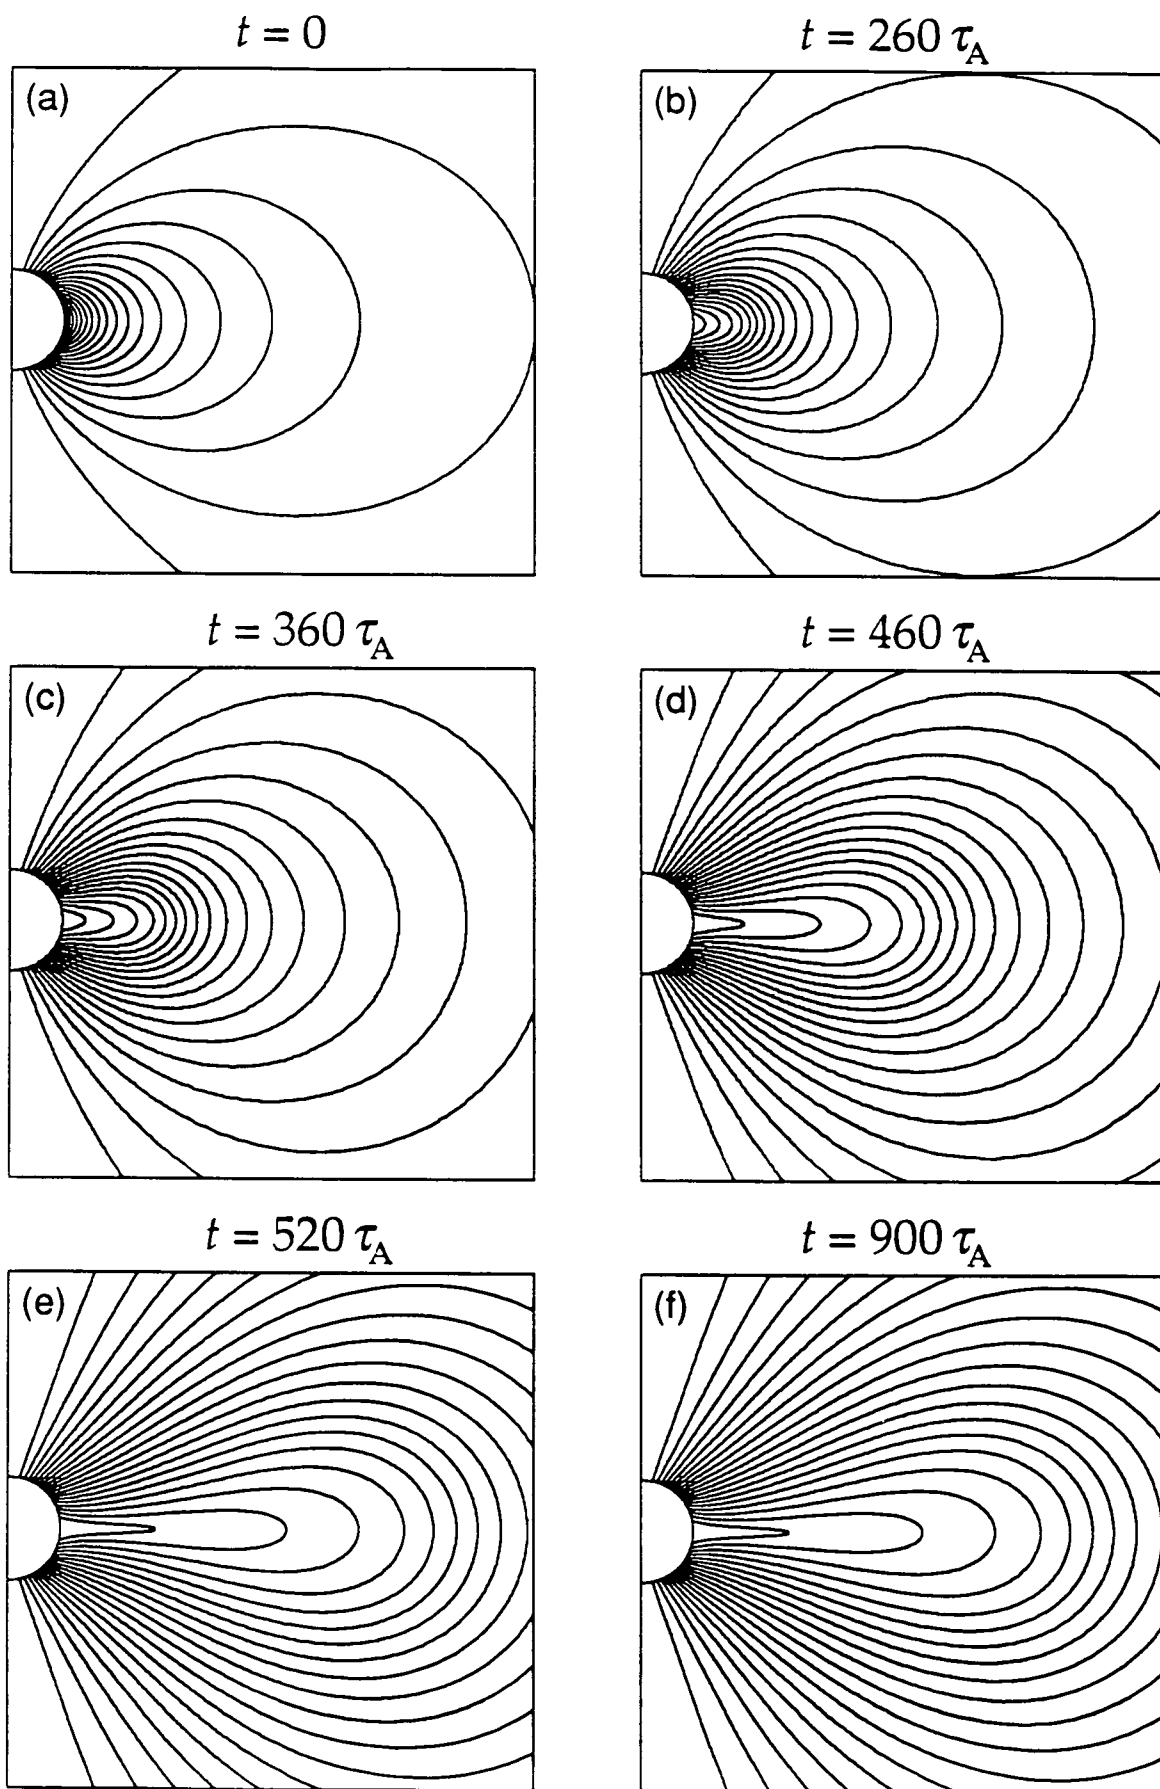 t = 0
t = 260 τA
(a)
(b)
t = 360 τA
t = 460 τA
(c)
(d)
t = 520 τA
t = 900 τA
(e)
(f)